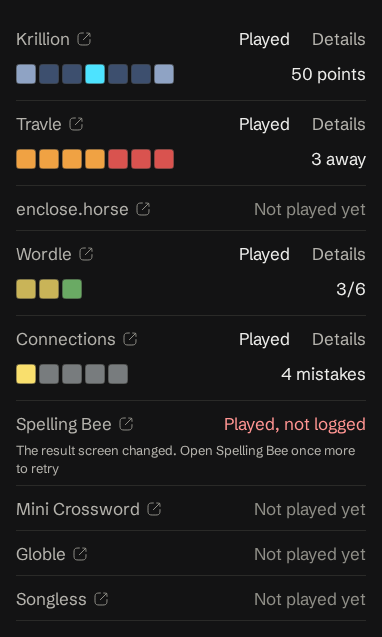 Krillion Played Details
50 points
Travle Played Details
3 away
enclose.horse Not played yet
Wordle Played Details
3/6
Connections Played Details
4 mistakes
Spelling Bee Played, not logged
The result screen changed. Open Spelling Bee once more
to retry
Mini Crossword Not played yet
Globle Not played yet
Songless Not played yet